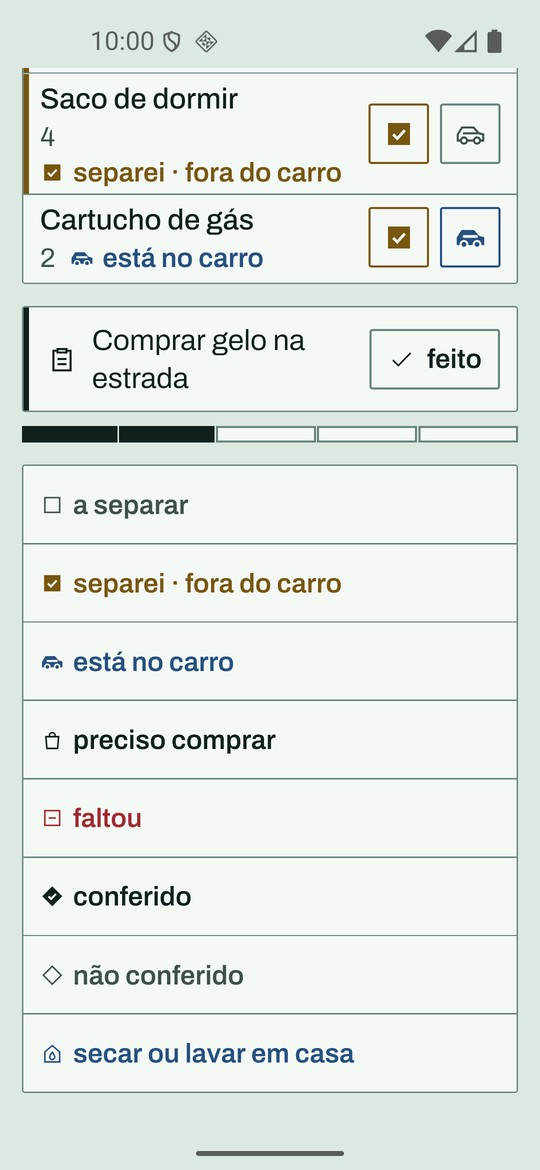 10:00
Saco de dormir
4
separei · fora do carro
Cartucho de gás
2 está no carro
Comprar gelo na
estrada
feito
a separar
separei · fora do carro
está no carro
preciso comprar
faltou
conferido
não conferido
secar ou lavar em casa